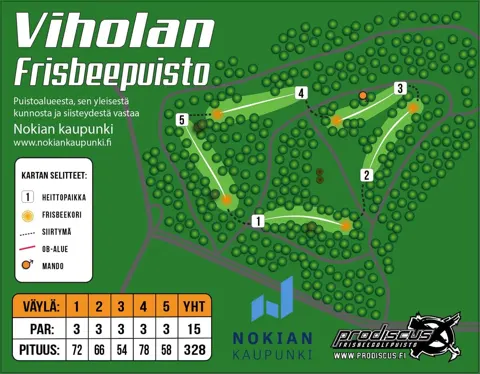 Viholan
Frisbeepuisto
Puistoalueesta, sen yleisestä
kunnosta ja siisteydestä vastaa
Nokian kaupunki
www.nokiankaupunki.fi
KARTAN SELITTEET:
1 HEITTOPAIKKA
FRISBEEKORI
SIIRTYMÄ
OB-ALUE
MANDO
4
3
5
2
1
VÄYLÄ: 1 2 3 4 5 YHT
PAR: 3 3 3 3 3 15
PITUUS: 72 66 54 78 58 328
NOKIAN
KAUPUNKI
prodiscus
FRISBEEGOLFPUISTO
WWW.PRODISCUS.FI